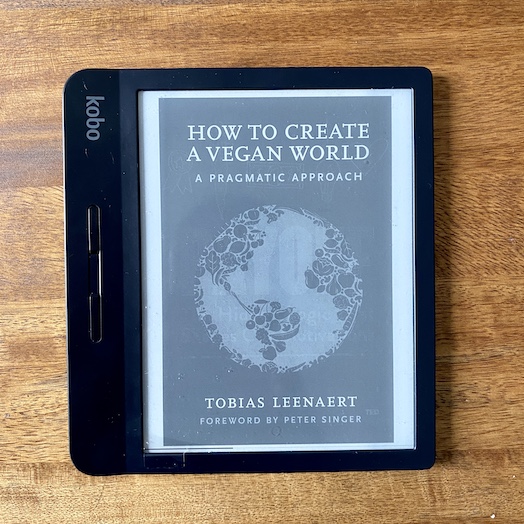 kobo
HOW TO CREATE
A VEGAN WORLD
A PRAGMATIC APPROACH
TOBIAS LEENAERT
FOREWORD BY PETER SINGER